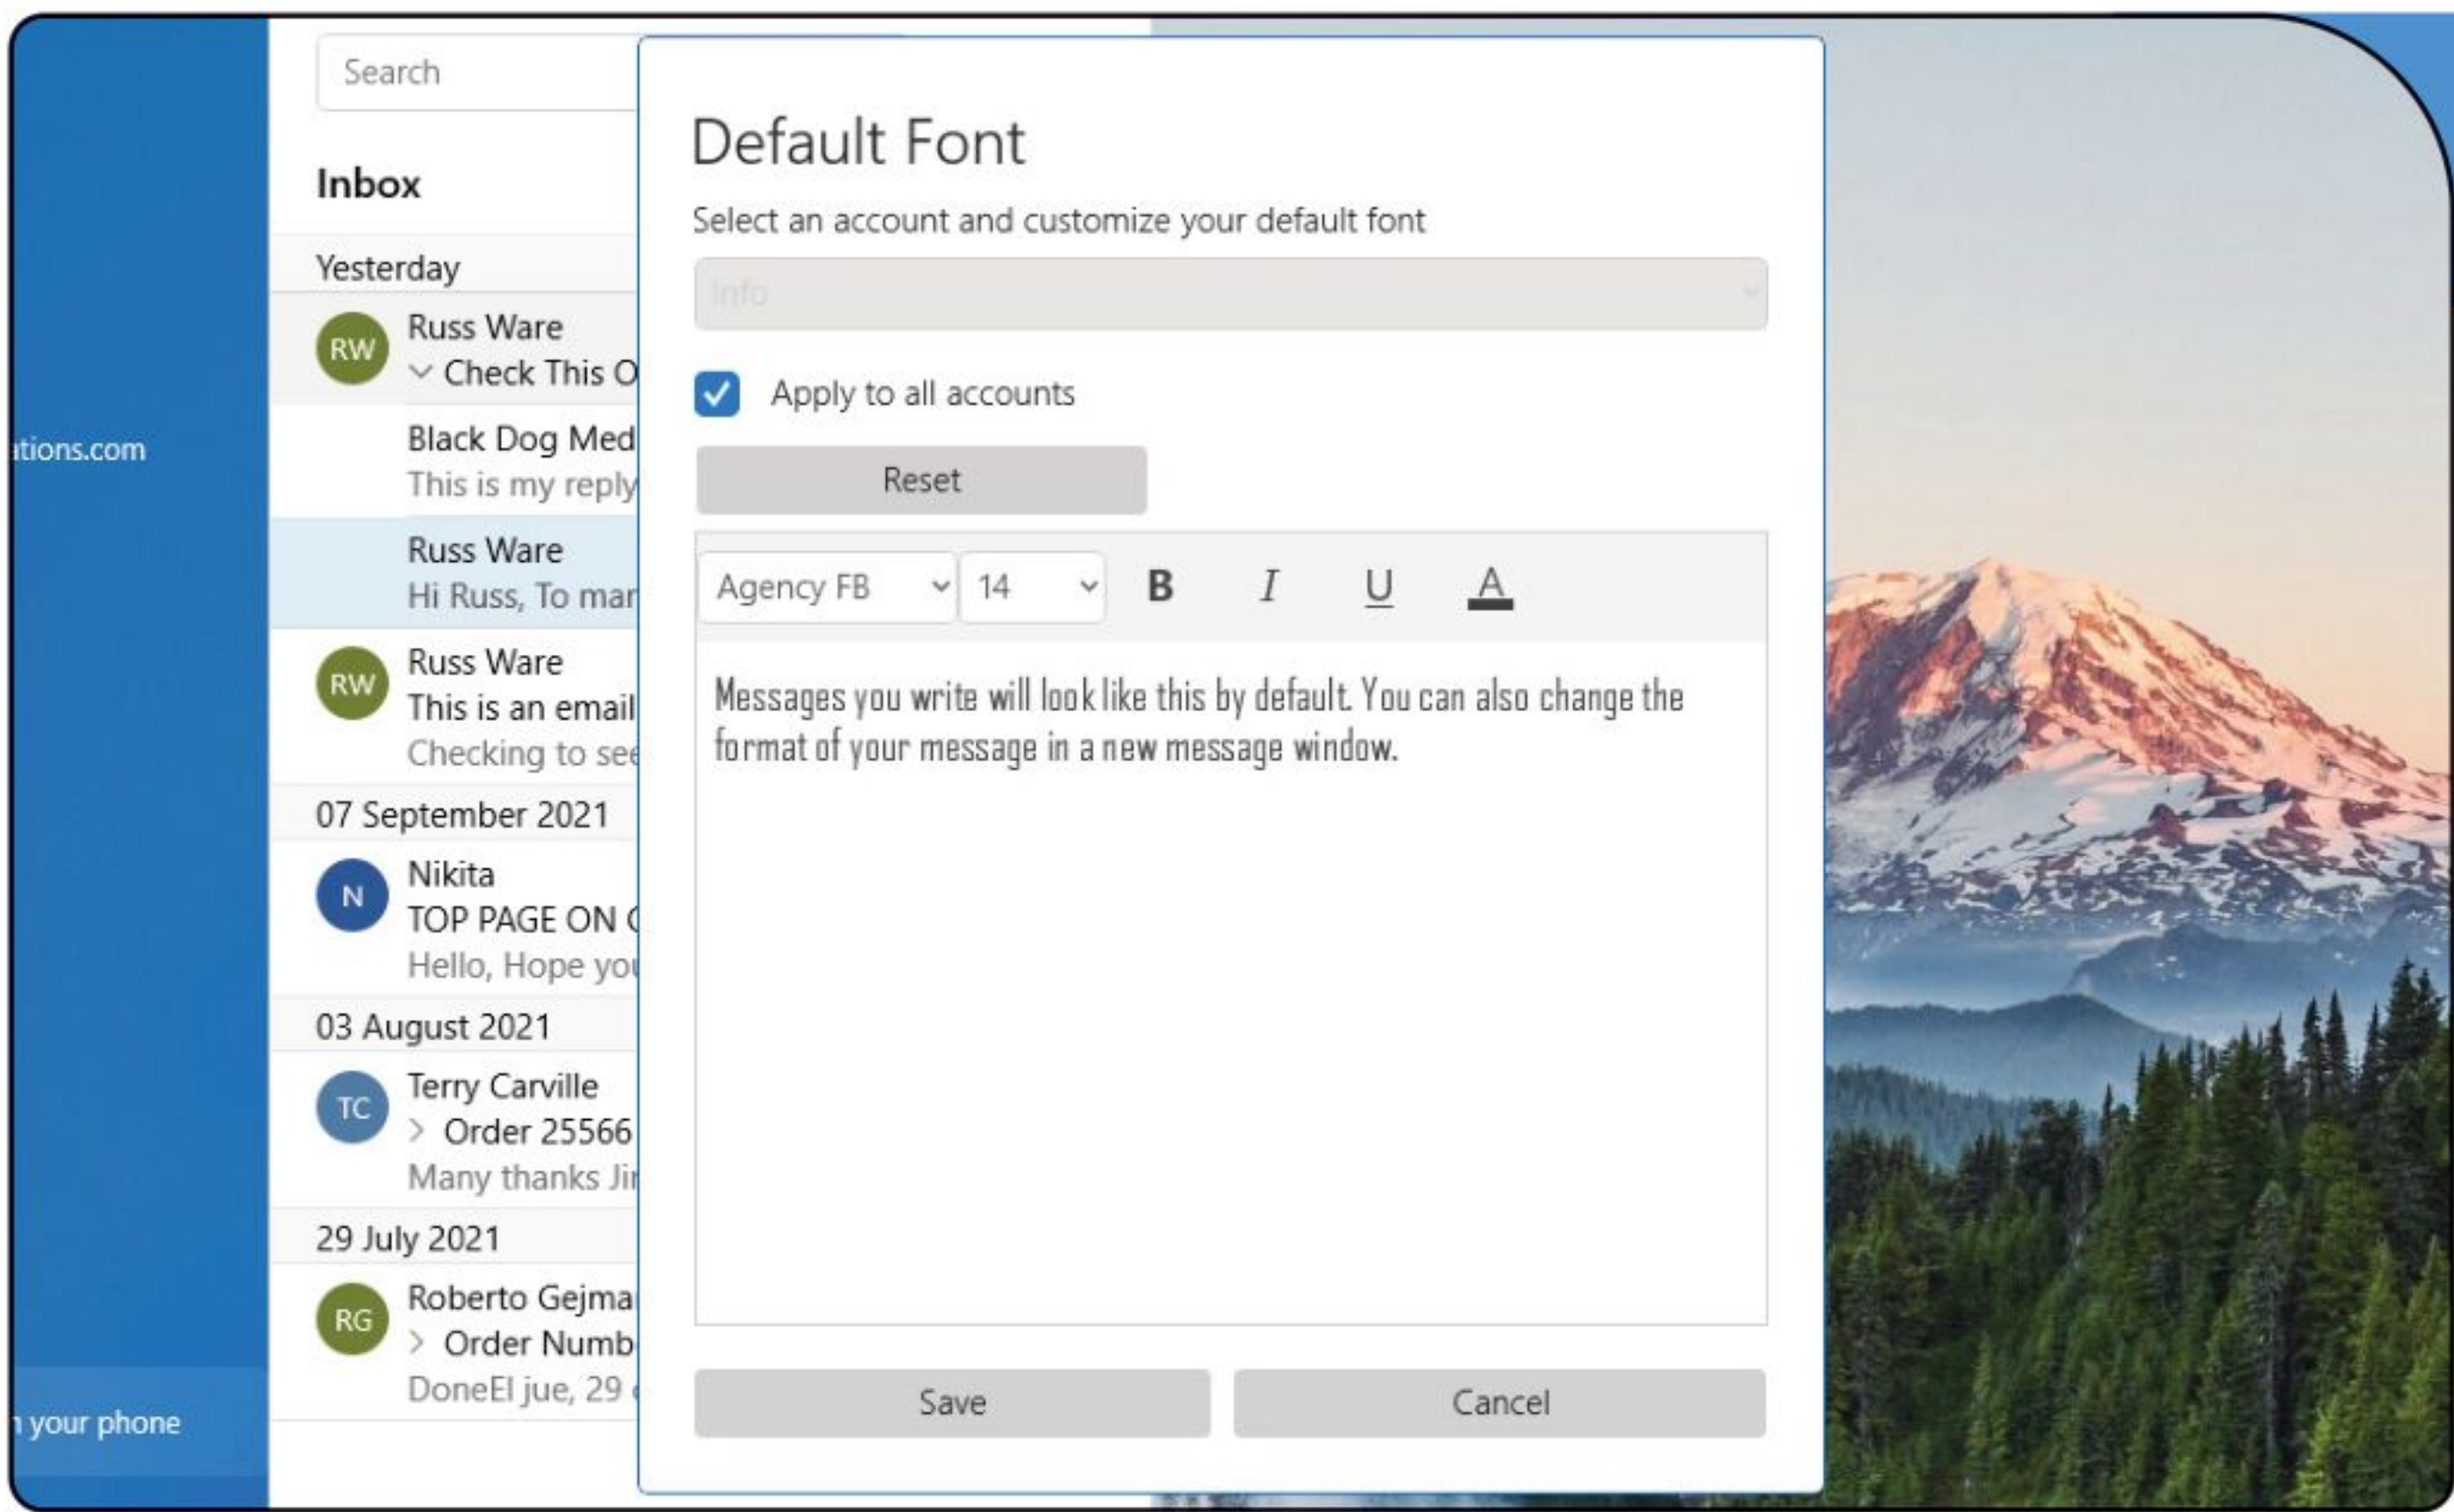 ations.com
n your phone
Search
Inbox
Yesterday
RW
Russ Ware
Check This O
Black Dog Med
This is my reply
Russ Ware
Hi Russ, To mar
RW
Russ Ware
This is an email
Checking to see
07 September 2021
N
Nikita
TOP PAGE ON
Hello, Hope you
03 August 2021
TC
Terry Carville
Order 25566
Many thanks Jir
29 July 2021
RG
Roberto Gejma
Order Numb
DoneEl jue, 29
Default Font
Select an account and customize your default font
Info
Apply to all accounts
Reset
Agency FB 14 B I U A
Messages you write will look like this by default. You can also change the
format of your message in a new message window.
Save Cancel